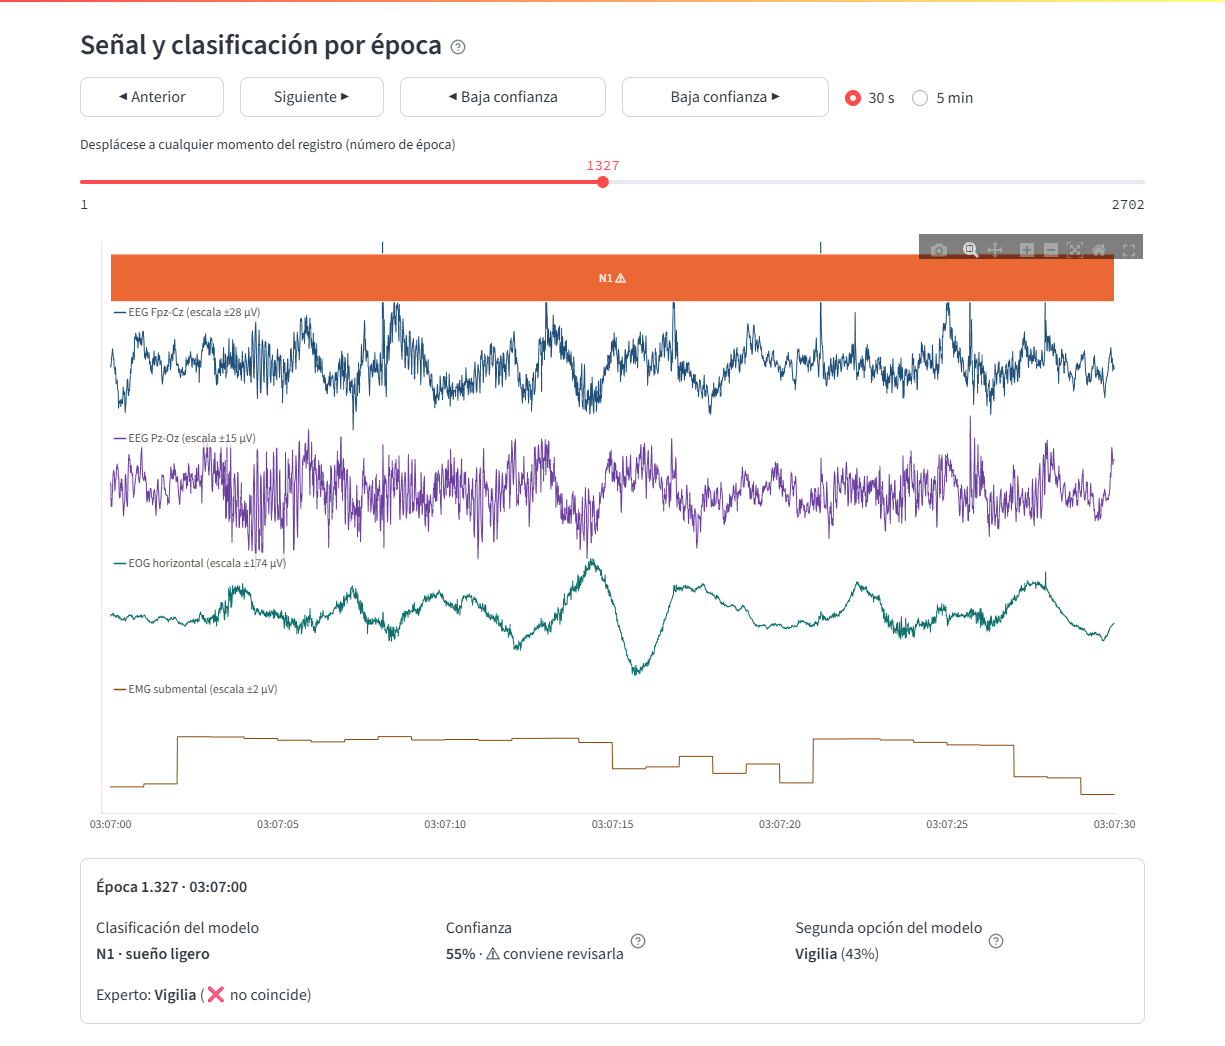 Señal y clasificación por época
◄ Anterior
Siguiente ►
◄ Baja confianza
Baja confianza ►
30 s
5 min
Desplácese a cualquier momento del registro (número de época)
1327
1
2702
N1 ⚠
EEG Fpz-Cz (escala ±28 µV)
EEG Pz-Oz (escala ±15 µV)
EOG horizontal (escala ±174 µV)
EMG submental (escala ±2 µV)
03:07:00 03:07:05 03:07:10 03:07:15 03:07:20 03:07:25 03:07:30
Época 1.327 · 03:07:00
Clasificación del modelo
N1 · sueño ligero
Confianza
55% · ⚠ conviene revisarla
Segunda opción del modelo
Vigilia (43%)
Experto: Vigilia (❌ no coincide)